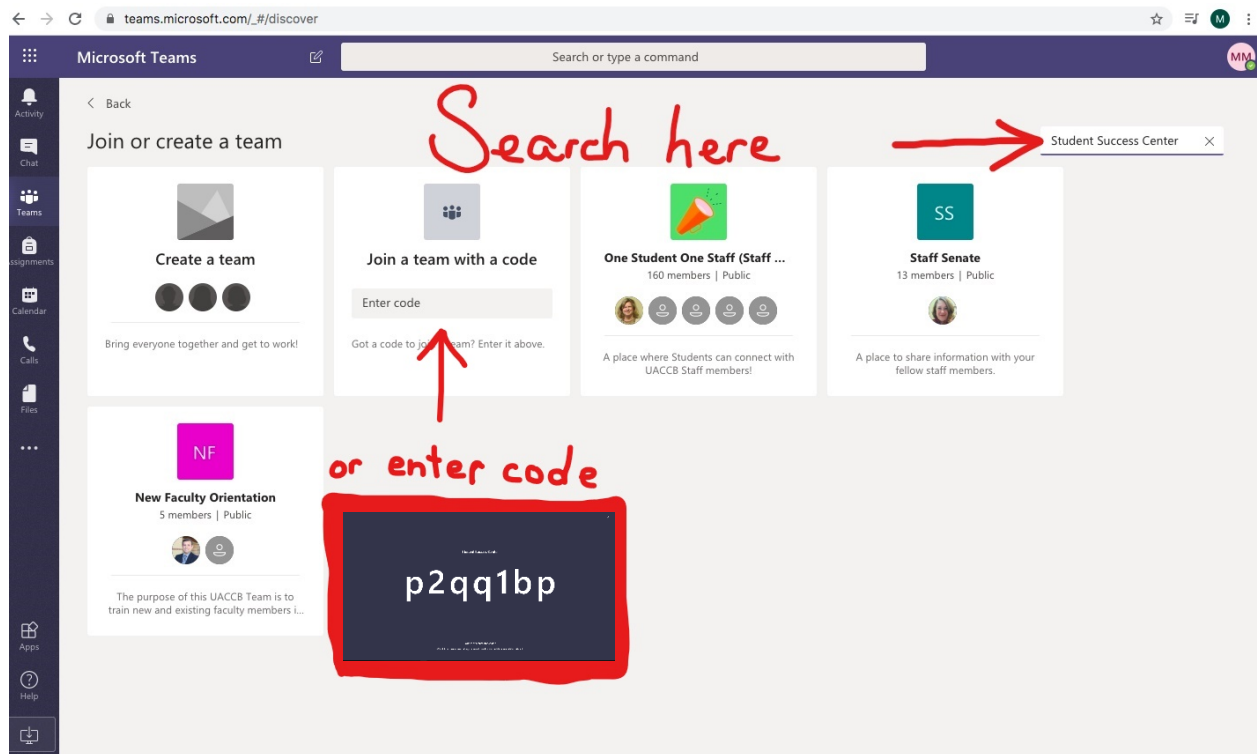 teams.microsoft.com/_#/discover
M
Microsoft Teams
Search or type a command
MM
Activity
Chat
Teams
ssignments
Calendar
Calls
Files
Apps
Help
Back
Join or create a team
Search here
Student Success Center
Create a team
Bring everyone together and get to work!
Join a team with a code
Enter code
Got a code to join a team? Enter it above.
One Student One Staff (Staff ...
160 members | Public
A place where Students can connect with
UACCB Staff members!
SS
Staff Senate
13 members | Public
A place to share information with your
fellow staff members.
NF
New Faculty Orientation
5 members | Public
The purpose of this UACCB Team is to
train new and existing faculty members i...
or enter code
p2qq1bp